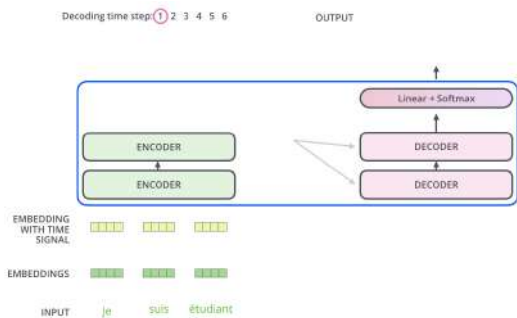 Decoding time step: 1 2 3 4 5 6 OUTPUT
Linear + Softmax
ENCODER DECODER
ENCODER DECODER
EMBEDDING
WITH TIME
SIGNAL
EMBEDDINGS
INPUT Je suis étudiant